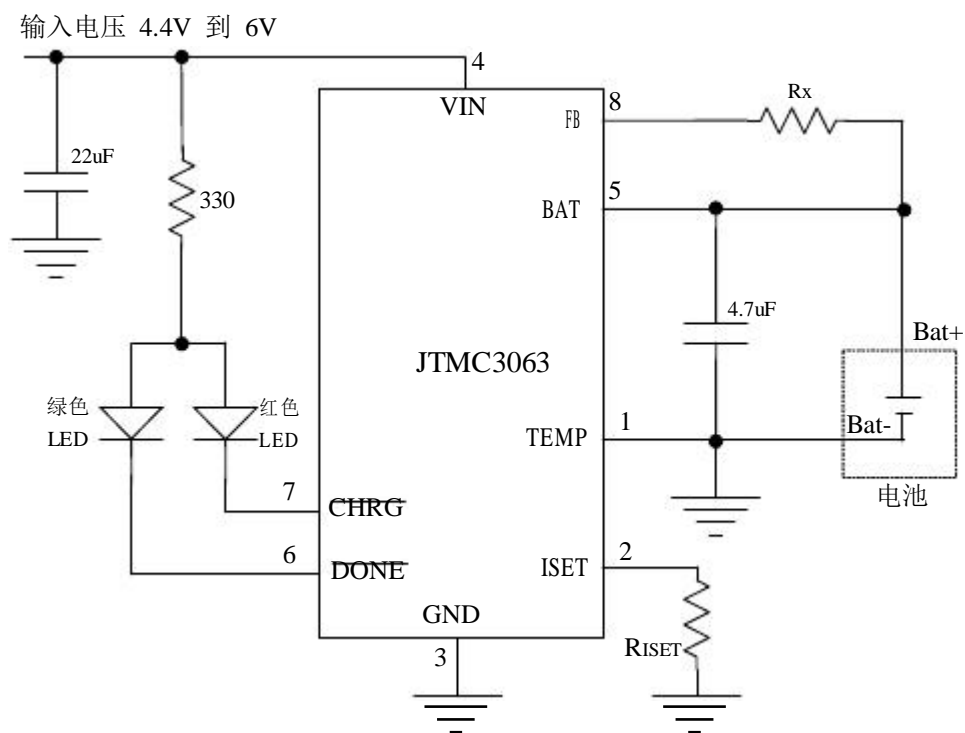 输入电压 4.4V 到 6V
4
VIN
8
Rx
FB
22uF
330
5
BAT
4.7uF
Bat+
JTMC3063
绿色
LED
红色
LED
1
TEMP
Bat-
电池
7
CHRG
6
DONE
2
ISET
GND
3
RISET